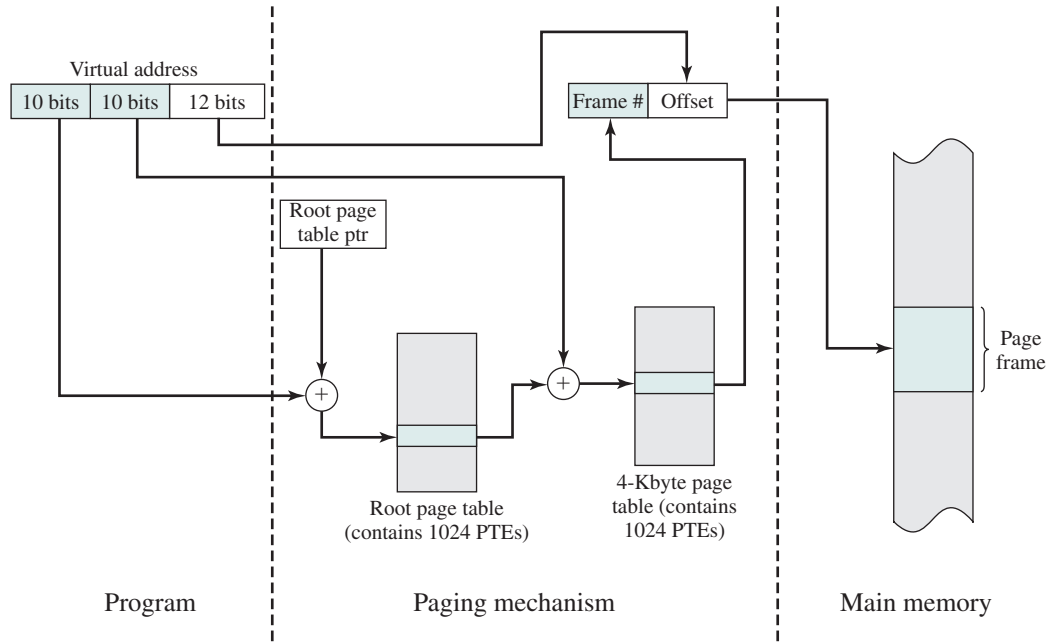 Virtual address
10 bits
10 bits
12 bits
Frame #
Offset
Root page
table ptr
+
+
Page
frame
Root page table
(contains 1024 PTEs)
4-Kbyte page
table (contains
1024 PTEs)
Program
Paging mechanism
Main memory